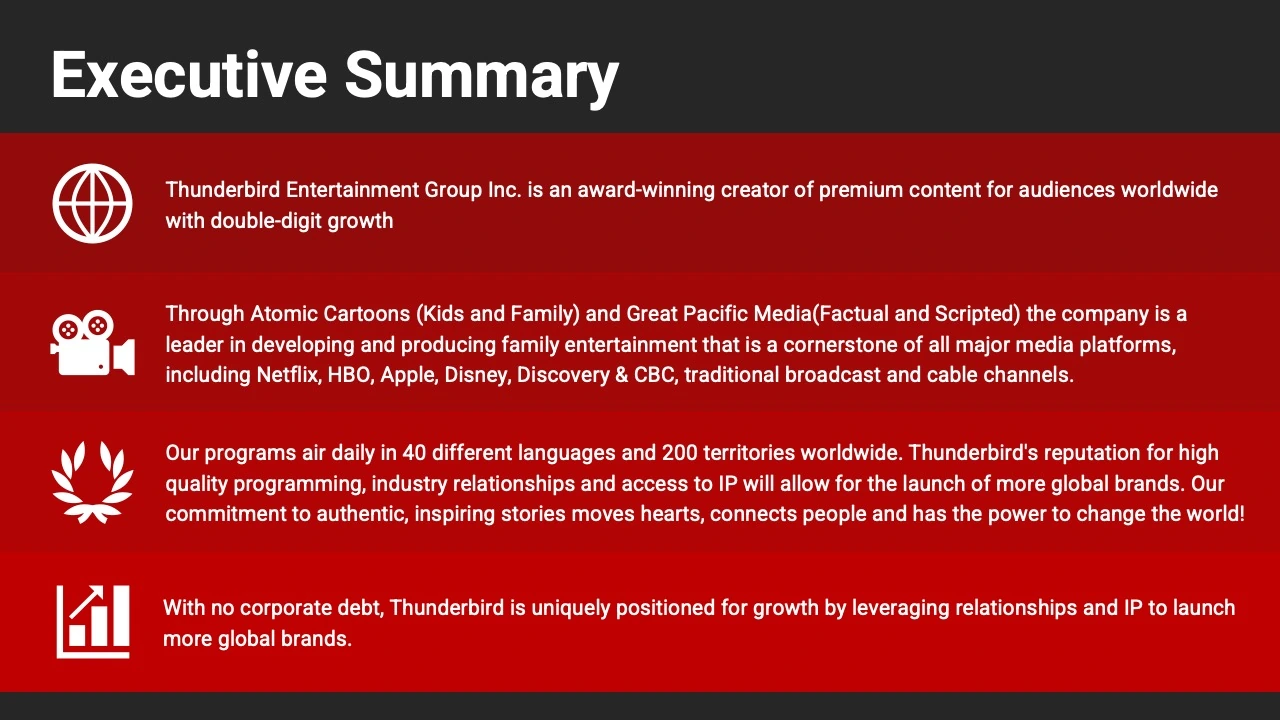 Executive Summary
Thunderbird Entertainment Group Inc. is an award-winning creator of premium content for audiences worldwide
with double-digit growth
Through Atomic Cartoons (Kids and Family) and Great Pacific Media(Factual and Scripted) the company is a
leader in developing and producing family entertainment that is a cornerstone of all major media platforms,
including Netflix, HBO, Apple, Disney, Discovery & CBC, traditional broadcast and cable channels.
Our programs air daily in 40 different languages and 200 territories worldwide. Thunderbird's reputation for high
quality programming, industry relationships and access to IP will allow for the launch of more global brands. Our
commitment to authentic, inspiring stories moves hearts, connects people and has the power to change the world!
With no corporate debt, Thunderbird is uniquely positioned for growth by leveraging relationships and IP to launch
more global brands.